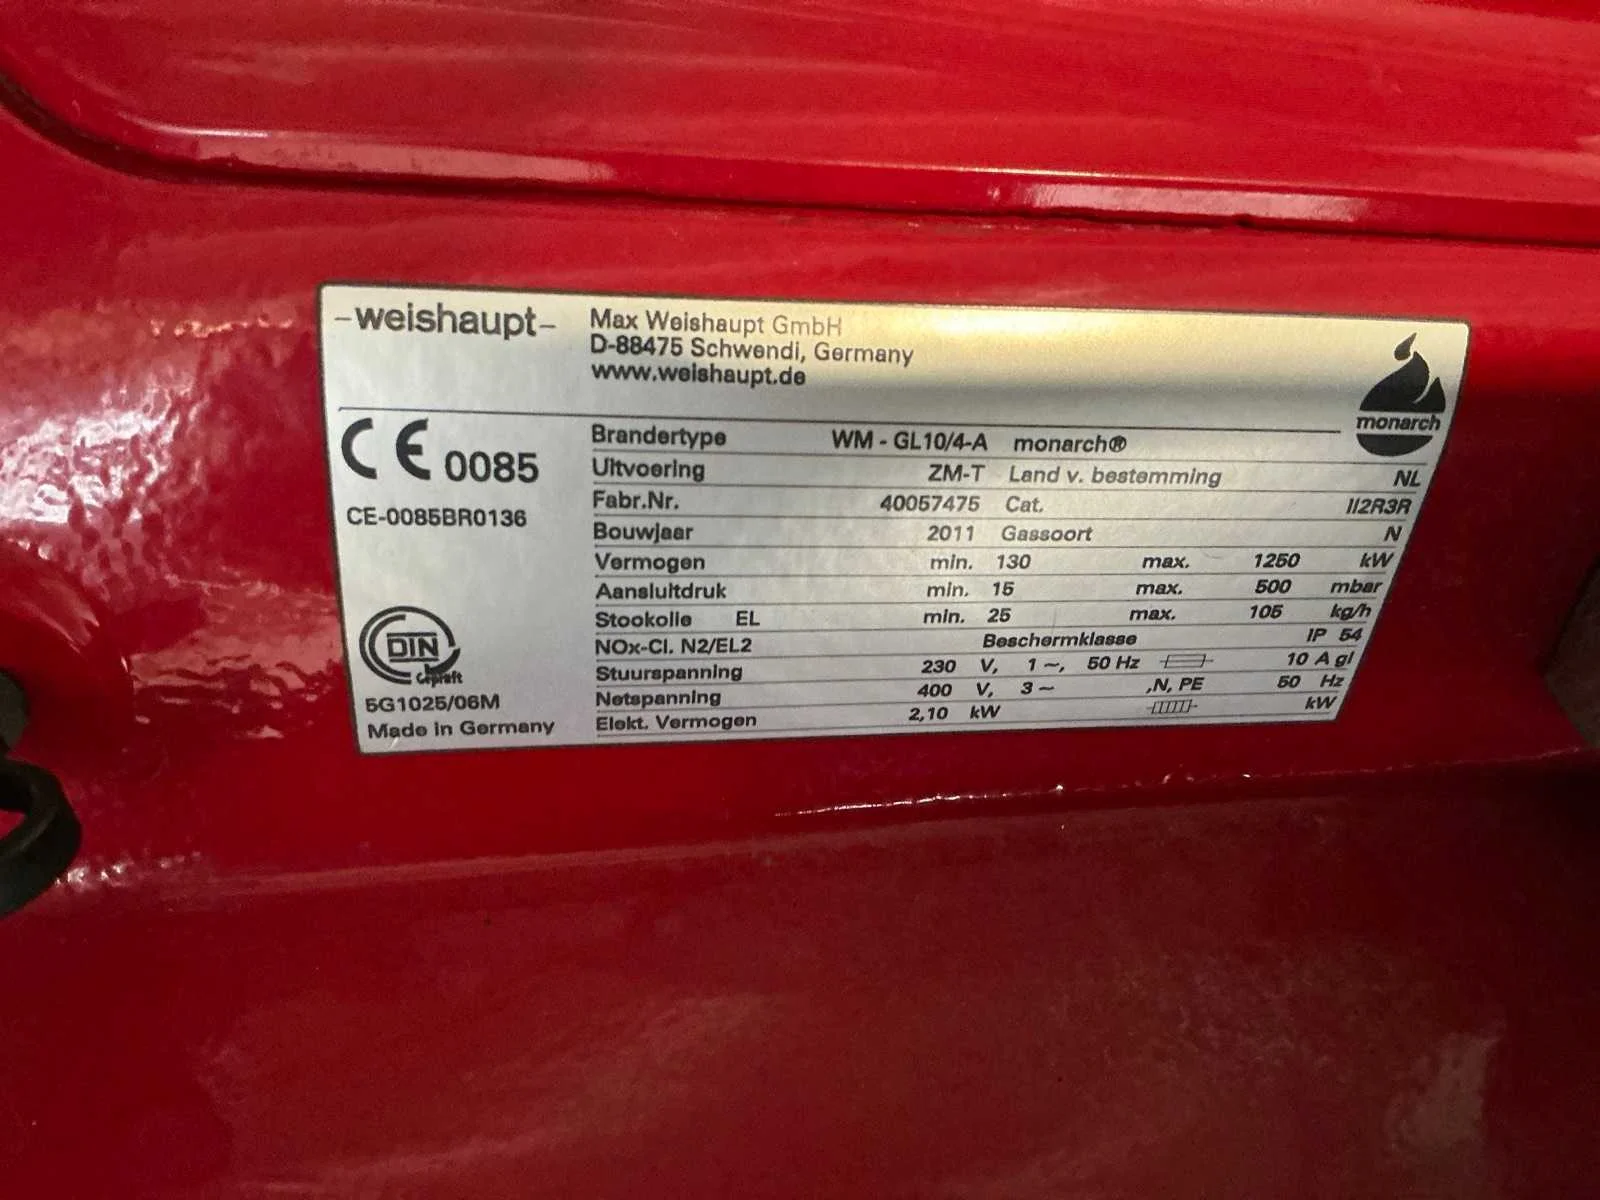 -weishaupt-
Max Weishaupt GmbH
D-88475 Schwendi, Germany
www.weishaupt.de
monarch
CE 0085
CE-0085BR0136
DIN
Geprüft
5G1025/06M
Made in Germany
Brandertype WM - GL10/4-A monarch®
Uitvoering ZM-T Land v. bestemming NL
Fabr.Nr. 40057475 Cat. II2R3R
Bouwjaar 2011 Gassoort N
Vermogen min. 130 max. 1250 kW
Aansluitdruk min. 15 max. 500 mbar
Stookolie EL min. 25 max. 105 kg/h
NOx-Cl. N2/EL2 Beschermklasse IP 54
Stuurspanning 230 V, 1 ~, 50 Hz 10 A gl
Netspanning 400 V, 3 ~ ,N, PE 50 Hz
Elekt. Vermogen 2,10 kW kW